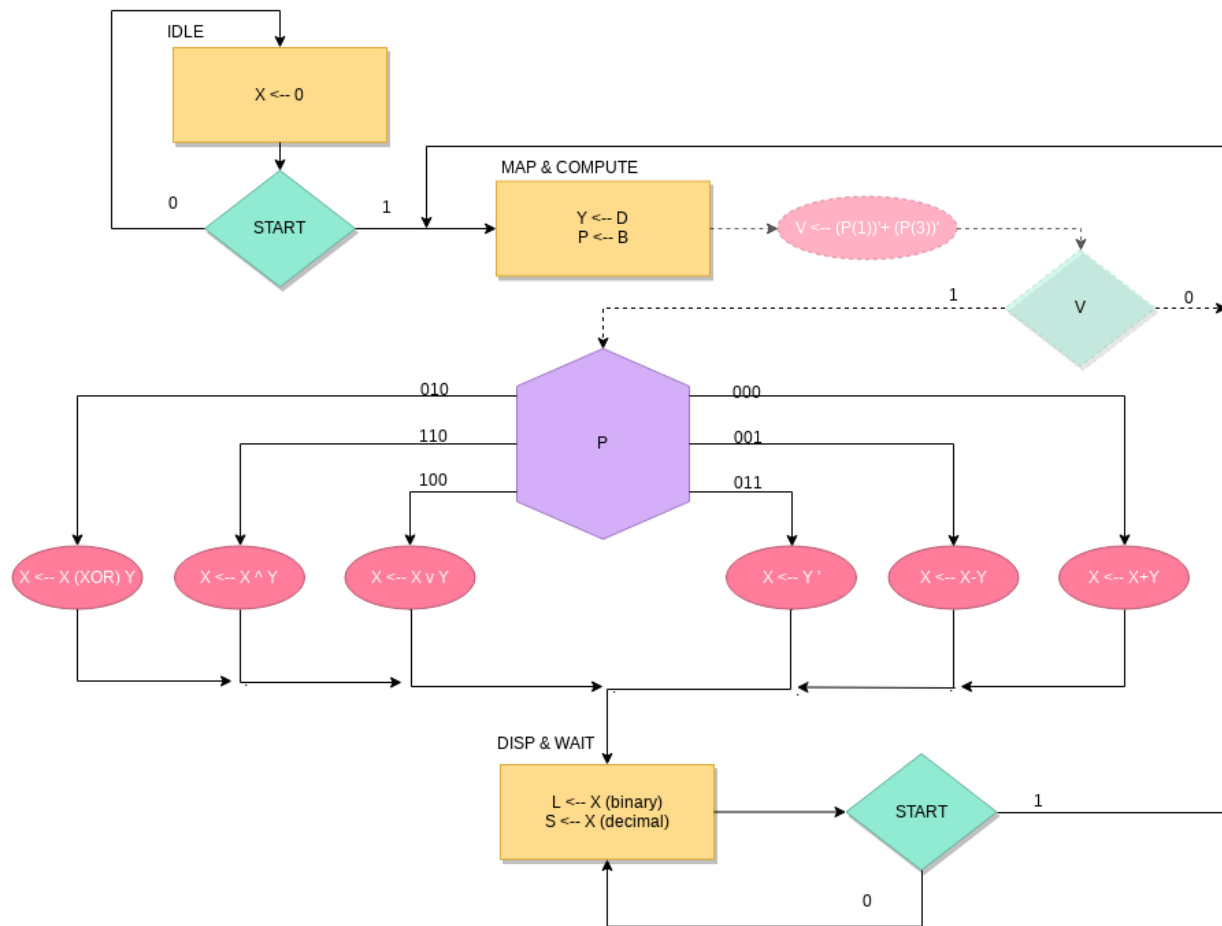 IDLE
X <-- 0
0
START
1
MAP & COMPUTE
Y <-- D
P <-- B
V <-- (P(1))'+ (P(3))'
V
1
0
P
010
110
100
000
001
011
X <-- X (XOR) Y
X <-- X ^ Y
X <-- X v Y
X <-- Y '
X <-- X-Y
X <-- X+Y
DISP & WAIT
L <-- X (binary)
S <-- X (decimal)
START
1
0